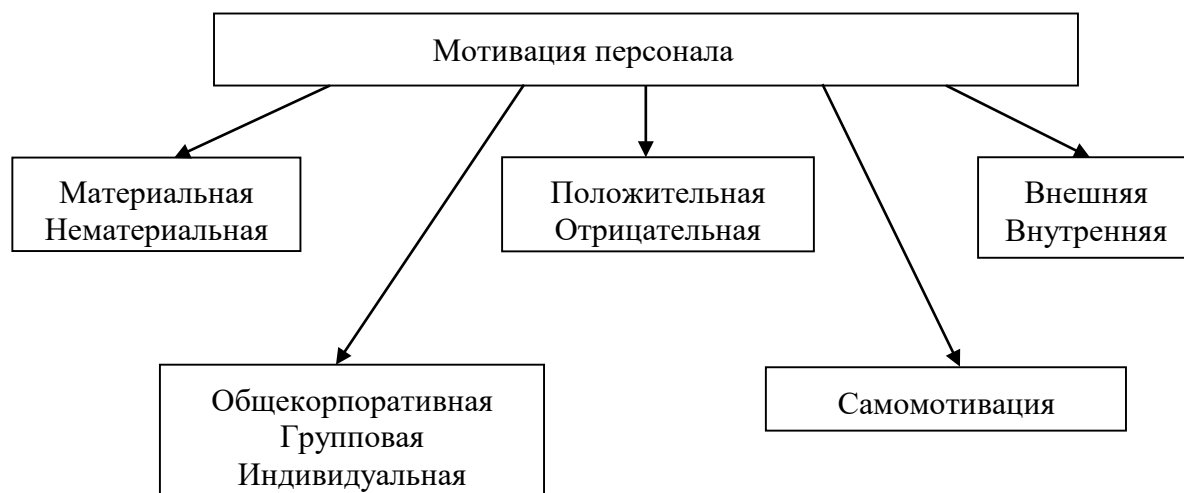 Мотивация персонала
Материальная
Нематериальная
Положительная
Отрицательная
Внешняя
Внутренняя
Общекорпоративная
Групповая
Индивидуальная
Самомотивация